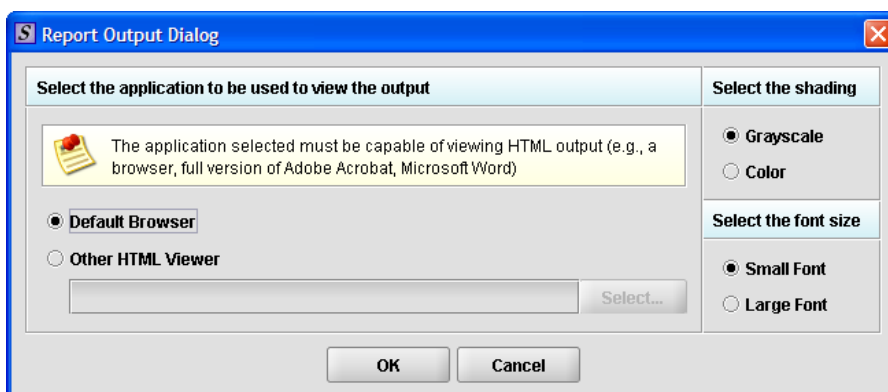 S Report Output Dialog
Select the application to be used to view the output
The application selected must be capable of viewing HTML output (e.g., a
browser, full version of Adobe Acrobat, Microsoft Word)
Default Browser
Other HTML Viewer
Select...
Select the shading
Grayscale
Color
Select the font size
Small Font
Large Font
OK
Cancel